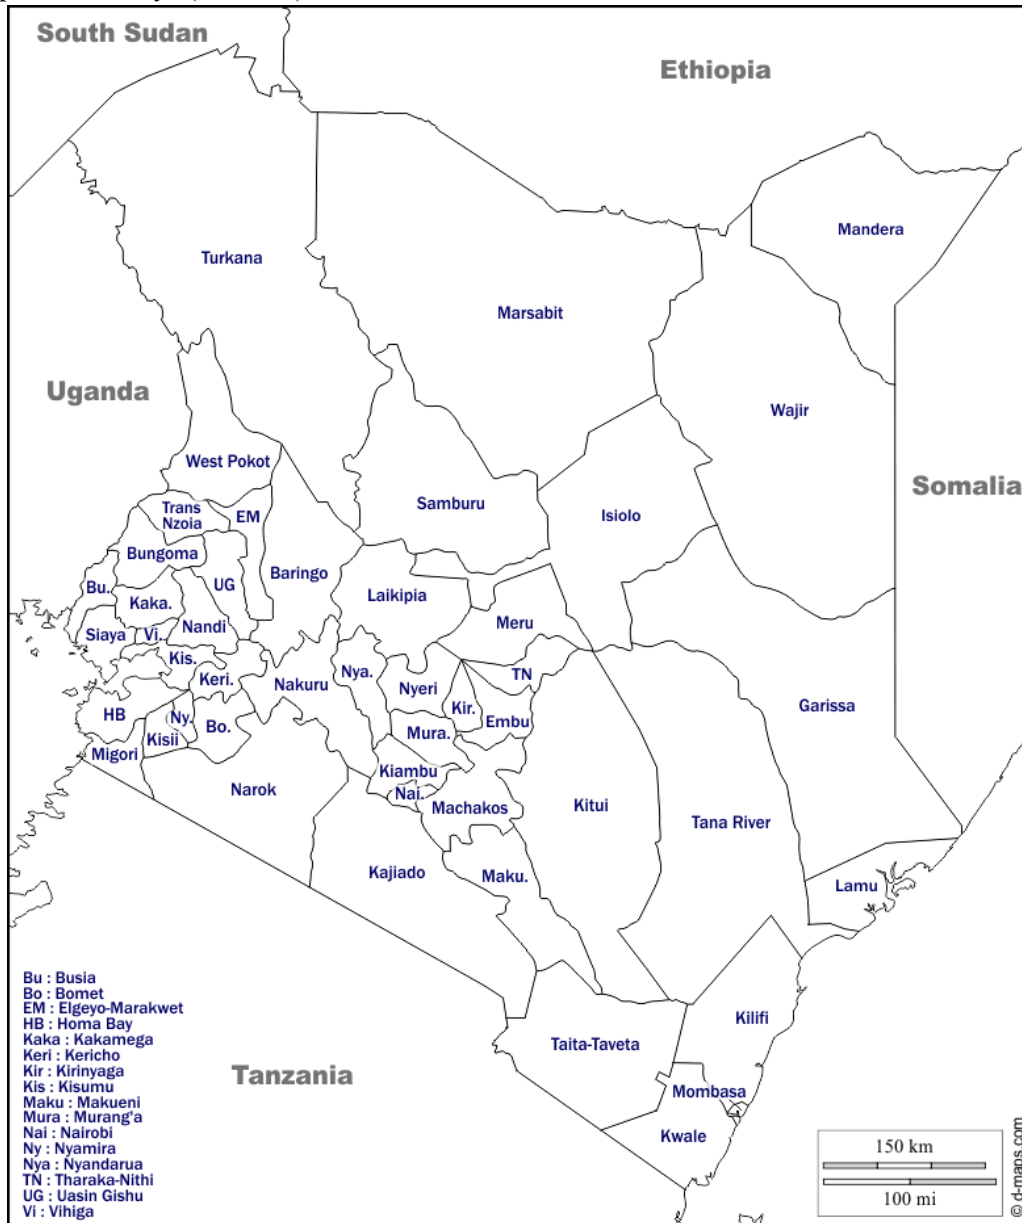 South Sudan
Ethiopia
Mandera
Turkana
Marsabit
Uganda
Wajir
West Pokot
Somalia
Samburu
Trans
Nzoia
EM
Isiolo
Bungoma
Baringo
Bu.
UG
Laikipia
Kaka.
Meru
Siaya
Vi.
Nandi
Kis.
Nya.
TN
Keri.
Nakuru
Nyeri
Garissa
HB
Ny.
Kir.
Embu
Bo.
Mura.
Kisii
Migori
Kiambu
Narok
Nai.
Machakos
Kitui
Tana River
Kajiado
Maku.
Lamu
Kilifi
Taita-Taveta
Tanzania
Mombasa
Kwale
Bu : Busia
Bo : Bomet
EM : Elgeyo-Marakwet
HB : Homa Bay
Kaka : Kakamega
Keri : Kericho
Kir : Kirinyaga
Kis : Kisumu
Maku : Makueni
Mura : Murang'a
Nai : Nairobi
Ny : Nyamira
Nya : Nyandarua
TN : Tharaka-Nithi
UG : Uasin Gishu
Vi : Vihiga
150 km
100 mi
© d-maps.com